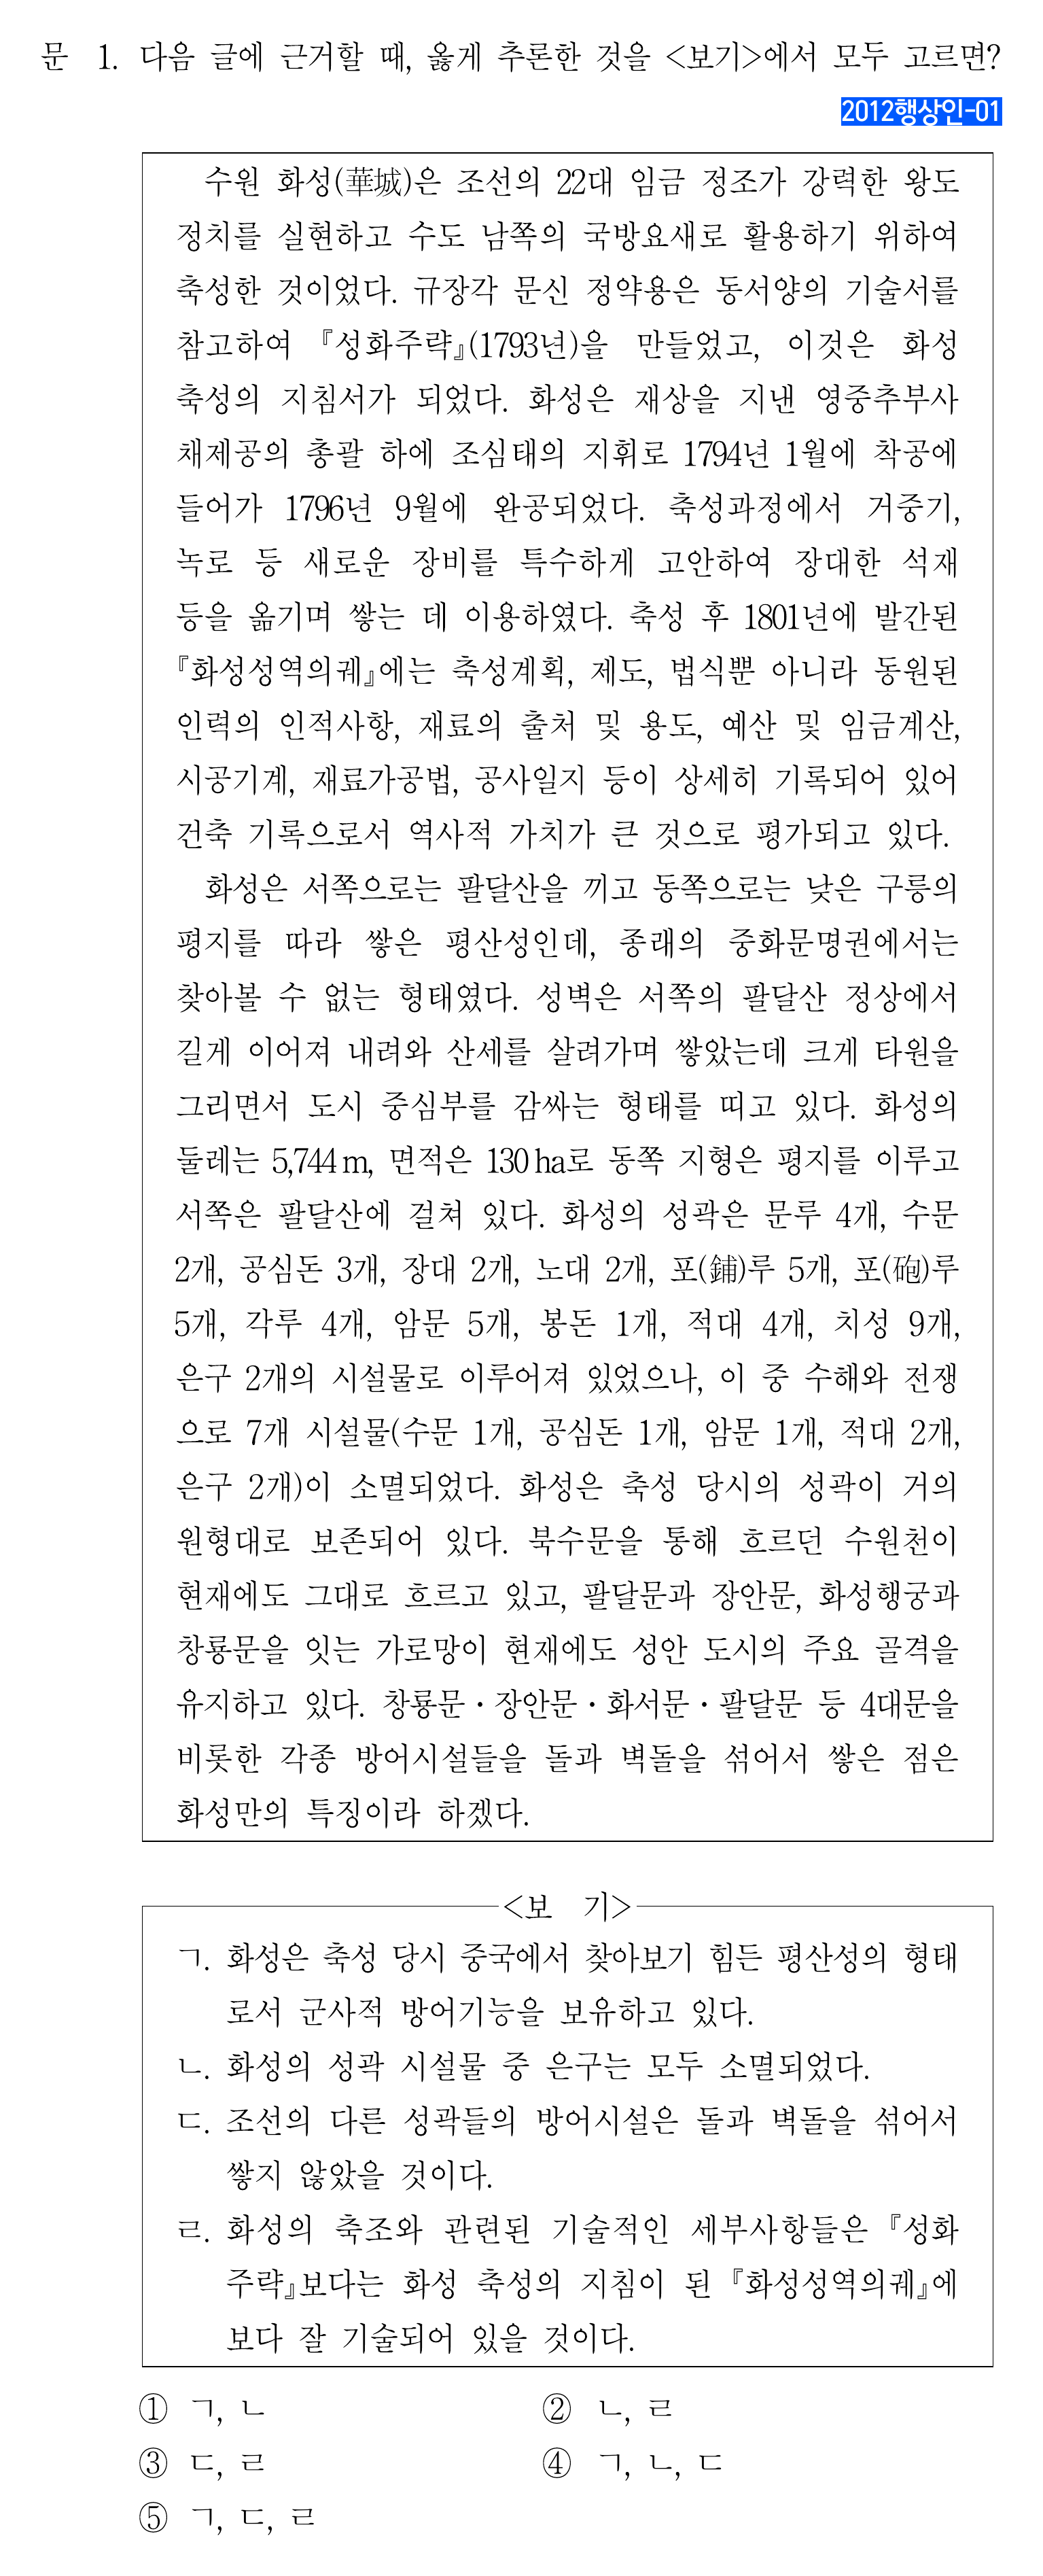 문 1. 다음 글에 근거할 때, 옳게 추론한 것을 <보기>에서 모두 고르면?
2012행상인-01
수원 화성(華城)은 조선의 22대 임금 정조가 강력한 왕도
정치를 실현하고 수도 남쪽의 국방요새로 활용하기 위하여
축성한 것이었다. 규장각 문신 정약용은 동서양의 기술서를
참고하여 『성화주략』(1793년)을 만들었고, 이것은 화성
축성의 지침서가 되었다. 화성은 재상을 지낸 영중추부사
채제공의 총괄 하에 조심태의 지휘로 1794년 1월에 착공에
들어가 1796년 9월에 완공되었다. 축성과정에서 거중기,
녹로 등 새로운 장비를 특수하게 고안하여 장대한 석재
등을 옮기며 쌓는 데 이용하였다. 축성 후 1801년에 발간된
『화성성역의궤』에는 축성계획, 제도, 법식뿐 아니라 동원된
인력의 인적사항, 재료의 출처 및 용도, 예산 및 임금계산,
시공기계, 재료가공법, 공사일지 등이 상세히 기록되어 있어
건축 기록으로서 역사적 가치가 큰 것으로 평가되고 있다.
화성은 서쪽으로는 팔달산을 끼고 동쪽으로는 낮은 구릉의
평지를 따라 쌓은 평산성인데, 종래의 중화문명권에서는
찾아볼 수 없는 형태였다. 성벽은 서쪽의 팔달산 정상에서
길게 이어져 내려와 산세를 살려가며 쌓았는데 크게 타원을
그리면서 도시 중심부를 감싸는 형태를 띠고 있다. 화성의
둘레는 5,744m, 면적은 130ha로 동쪽 지형은 평지를 이루고
서쪽은 팔달산에 걸쳐 있다. 화성의 성곽은 문루 4개, 수문
2개, 공심돈 3개, 장대 2개, 노대 2개, 포(鋪)루 5개, 포(砲)루
5개, 각루 4개, 암문 5개, 봉돈 1개, 적대 4개, 치성 9개,
은구 2개의 시설물로 이루어져 있었으나, 이 중 수해와 전쟁
으로 7개 시설물(수문 1개, 공심돈 1개, 암문 1개, 적대 2개,
은구 2개)이 소멸되었다. 화성은 축성 당시의 성곽이 거의
원형대로 보존되어 있다. 북수문을 통해 흐르던 수원천이
현재에도 그대로 흐르고 있고, 팔달문과 장안문, 화성행궁과
창룡문을 잇는 가로망이 현재에도 성안 도시의 주요 골격을
유지하고 있다. 창룡문·장안문·화서문·팔달문 등 4대문을
비롯한 각종 방어시설들을 돌과 벽돌을 섞어서 쌓은 점은
화성만의 특징이라 하겠다.
<보 기>
ㄱ. 화성은 축성 당시 중국에서 찾아보기 힘든 평산성의 형태
로서 군사적 방어기능을 보유하고 있다.
ㄴ. 화성의 성곽 시설물 중 은구는 모두 소멸되었다.
ㄷ. 조선의 다른 성곽들의 방어시설은 돌과 벽돌을 섞어서
쌓지 않았을 것이다.
ㄹ. 화성의 축조와 관련된 기술적인 세부사항들은 『성화
주략』보다는 화성 축성의 지침이 된 『화성성역의궤』에
보다 잘 기술되어 있을 것이다.
① ㄱ, ㄴ ② ㄴ, ㄹ
③ ㄷ, ㄹ ④ ㄱ, ㄴ, ㄷ
⑤ ㄱ, ㄷ, ㄹ